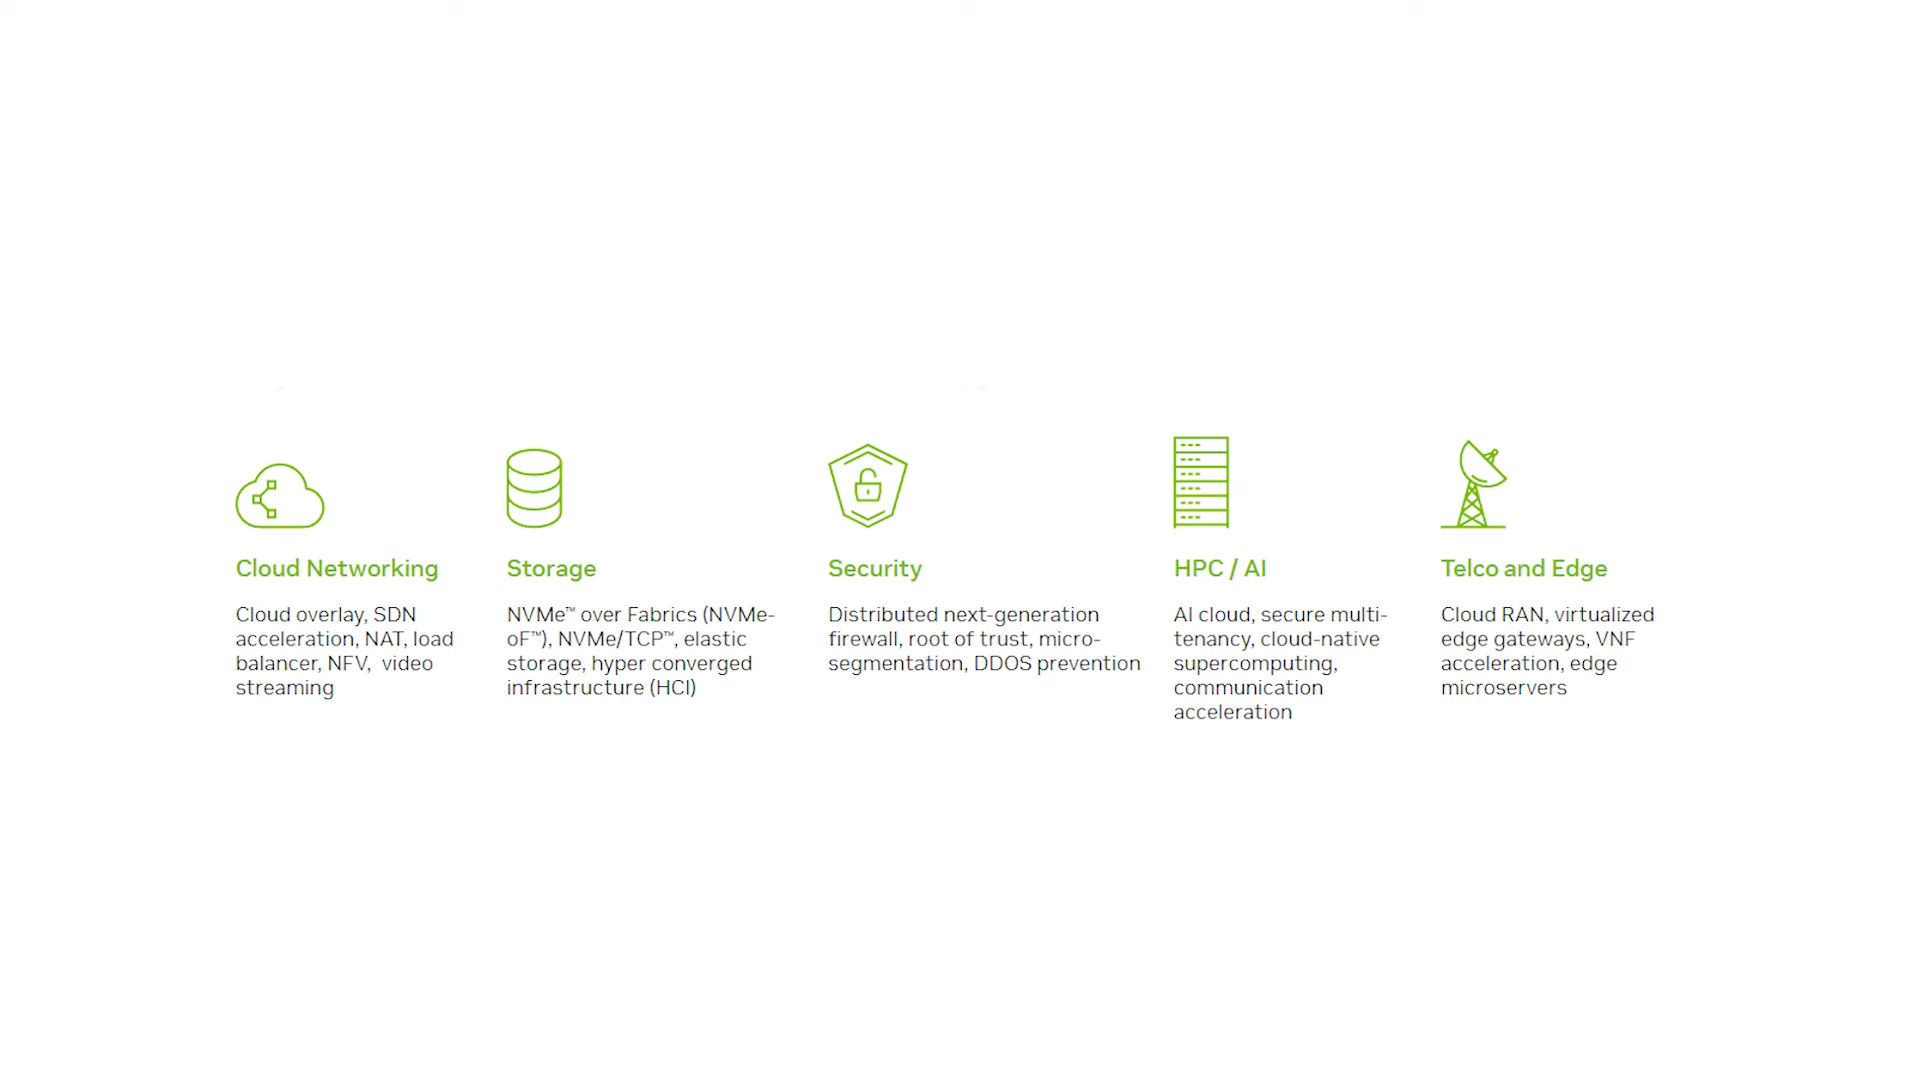 Cloud Networking
Cloud overlay, SDN
acceleration, NAT, load
balancer, NFV,  video
streaming
Storage
NVMe™ over Fabrics (NVMe-
oF™), NVMe/TCP™, elastic
storage, hyper converged
infrastructure (HCI)
Security
Distributed next-generation
firewall, root of trust, micro-
segmentation, DDOS prevention
HPC / AI
AI cloud, secure multi-
tenancy, cloud-native
supercomputing,
communication
acceleration
Telco and Edge
Cloud RAN, virtualized
edge gateways, VNF
acceleration, edge
microservers